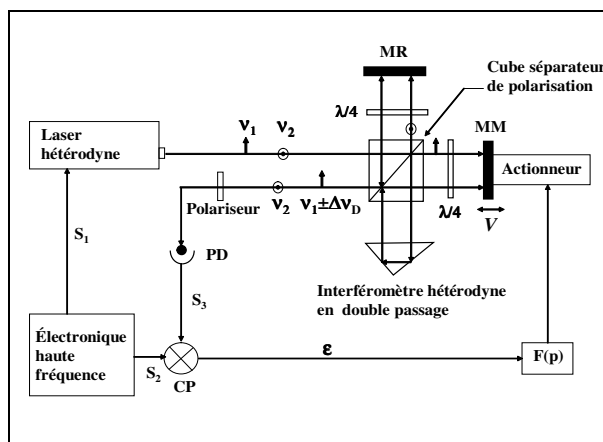 MR
Cube séparateur
de polarisation
λ/4
Laser
hétérodyne
ν1
ν2
MM
Actionneur
Polariseur
ν2
ν1±ΔνD
λ/4
V
S1
PD
Interféromètre hétérodyne
en double passage
S3
Électronique
haute
fréquence
S2
CP
ε
F(p)